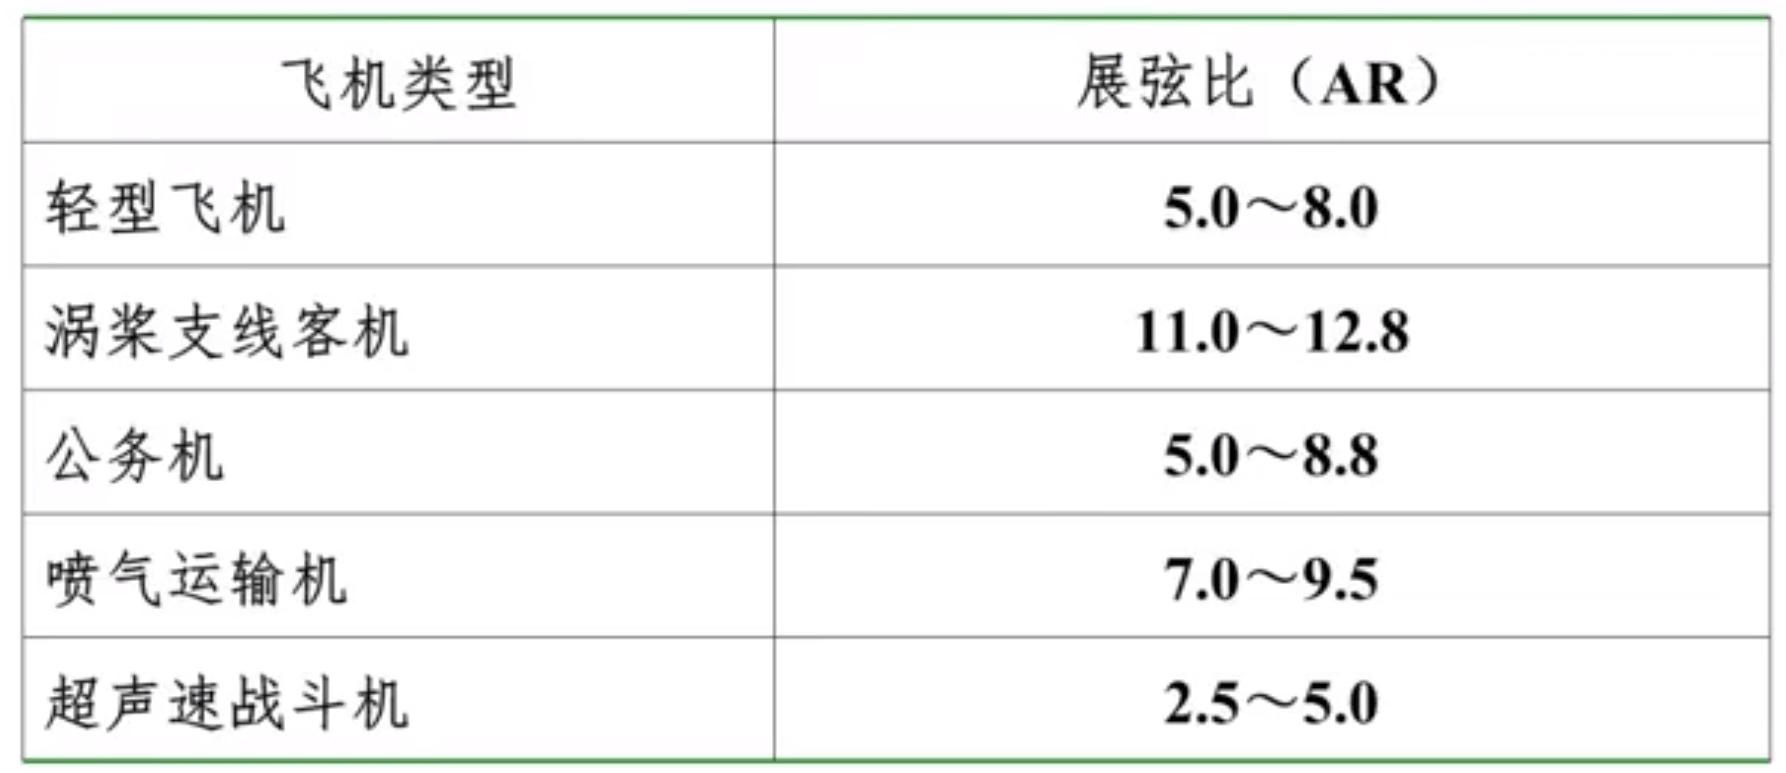 飞机类型 展弦比（AR）
轻型飞机 5.0～8.0
涡桨支线客机 11.0～12.8
公务机 5.0～8.8
喷气运输机 7.0～9.5
超声速战斗机 2.5～5.0